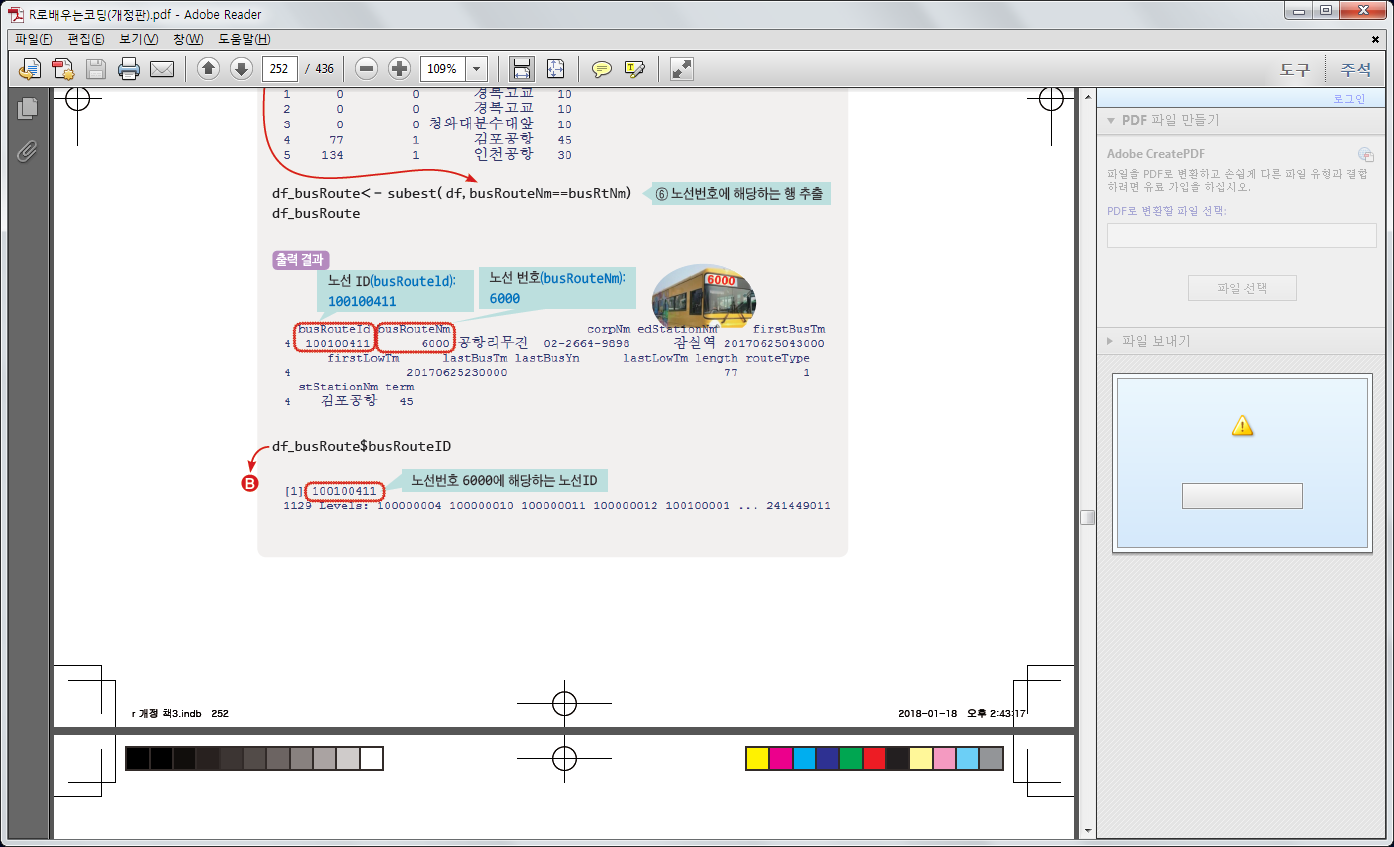 R로배우는코딩(개정판).pdf - Adobe Reader
파일(F) 편집(E) 보기(V) 창(W) 도움말(H)
252 / 436 109% 도구 주석
로그인
PDF 파일 만들기
Adobe CreatePDF
파일을 PDF로 변환하고 손쉽게 다른 파일 유형과 결합
하려면 유료 가입을 하십시오.
PDF로 변환할 파일 선택:
파일 선택
파일 보내기
1 0 0 경복고교 10
2 0 0 경복고교 10
3 0 0 청와대분수대앞 10
4 77 1 김포공항 45
5 134 1 인천공항 30
df_busRoute<- subest( df, busRouteNm==busRtNm)
⑥ 노선번호에 해당하는 행 추출
df_busRoute
출력 결과
노선 ID(busRouteId):
100100411
노선 번호(busRouteNm):
6000
6000
busRouteId busRouteNm corpNm edStationNm firstBusTm
4 100100411 6000 공항리무진 02-2664-9898 잠실역 20170625043000
firstLowTm lastBusTm lastBusYn lastLowTm length routeType
4 20170625230000 77 1
stStationNm term
4 김포공항 45
df_busRoute$busRouteID
B
노선번호 6000에 해당하는 노선ID
[1] 100100411
1129 Levels: 100000004 100000010 100000011 100000012 100100001 ... 241449011
r 개정 책3.indb 252
2018-01-18 오후 2:43:17